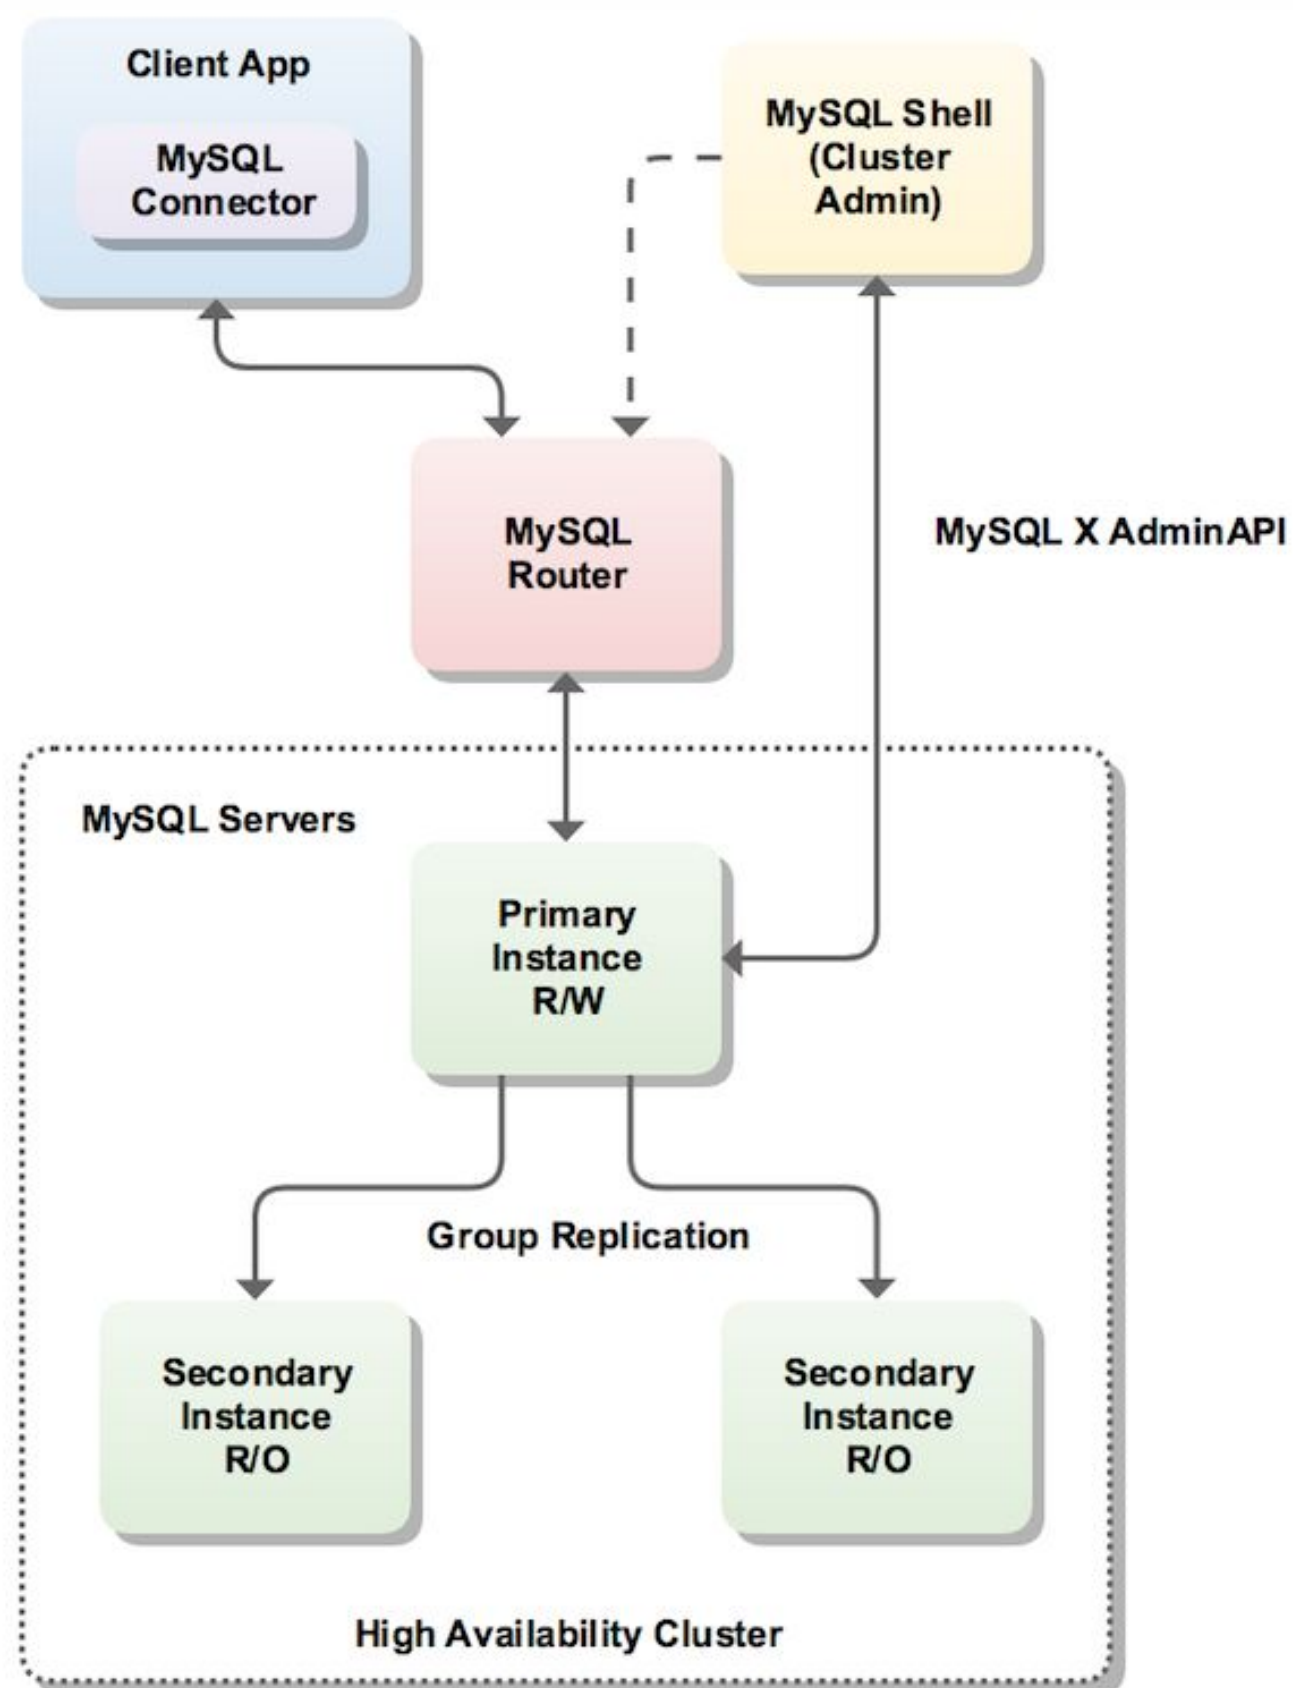 Client App
MySQL
Connector
MySQL Shell
(Cluster
Admin)
MySQL
Router
MySQL X AdminAPI
MySQL Servers
Primary
Instance
R/W
Group Replication
Secondary
Instance
R/O
Secondary
Instance
R/O
High Availability Cluster